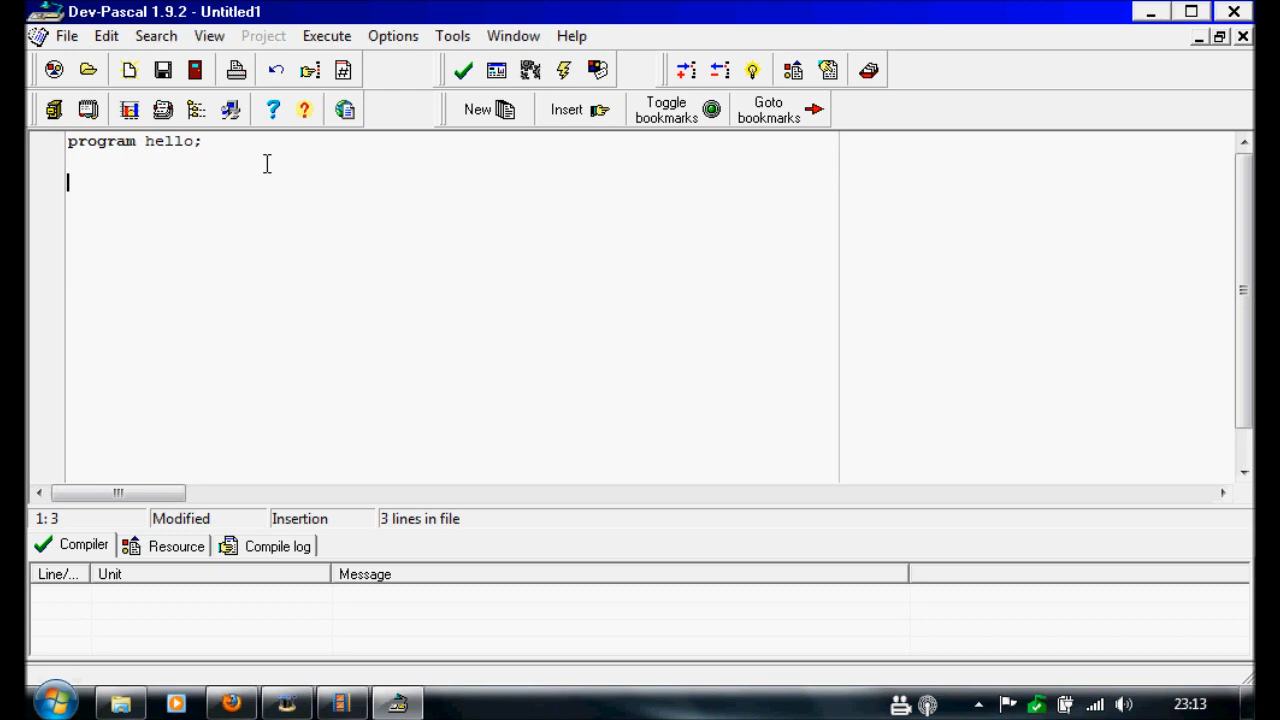 Dev-Pascal 1.9.2 - Untitled1
File Edit Search View Project Execute Options Tools Window Help
New Insert Toggle bookmarks Goto bookmarks
program hello;
1: 3 Modified Insertion 3 lines in file
Compiler Resource Compile log
Line/... Unit Message
23:13